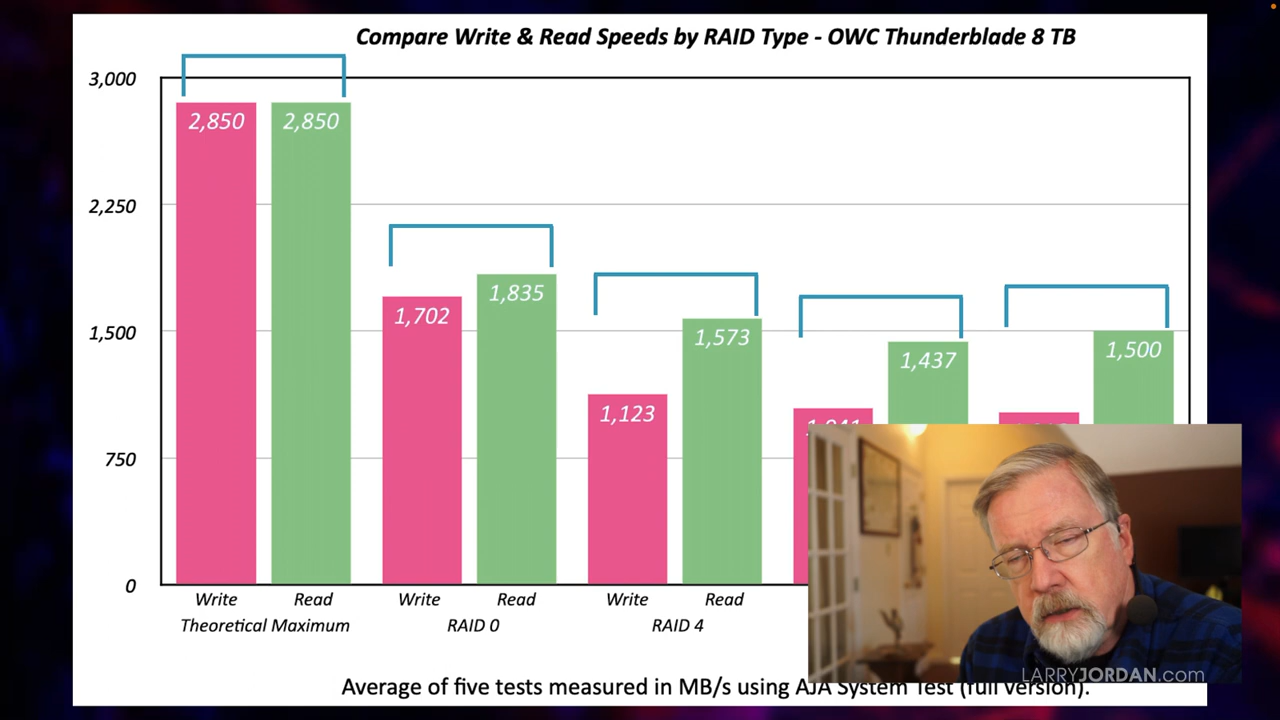 Compare Write & Read Speeds by RAID Type - OWC Thunderblade 8 TB
3,000
2,850 2,850
2,250
1,702 1,835
1,500
1,123 1,573
1,437
1,500
750
0
Write Read Write Read Write Read
Theoretical Maximum RAID 0 RAID 4
LARRYJORDAN.com
Average of five tests measured in MB/s using AJA System Test (full version).